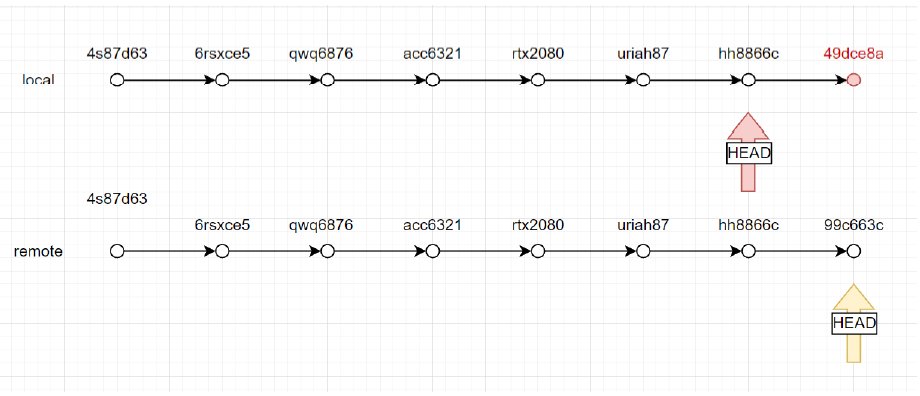 4s87d63 6rsxce5 qwq6876 acc6321 rtx2080 uriah87 hh8866c 49dce8a
local
HEAD
4s87d63
6rsxce5 qwq6876 acc6321 rtx2080 uriah87 hh8866c 99c663c
remote
HEAD